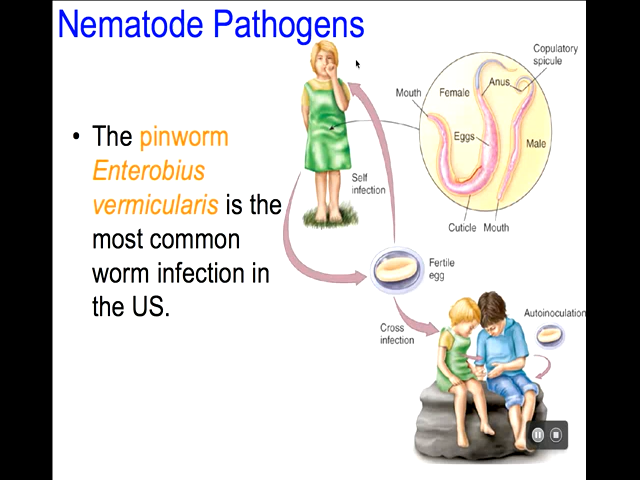 Nematode Pathogens
• The pinworm
Enterobius
vermicularis is the
most common
worm infection in
the US.
Copulatory
spicule
Anus
Mouth
Female
Eggs
Male
Cuticle
Mouth
Self
infection
Fertile
egg
Cross
infection
Autoinoculation